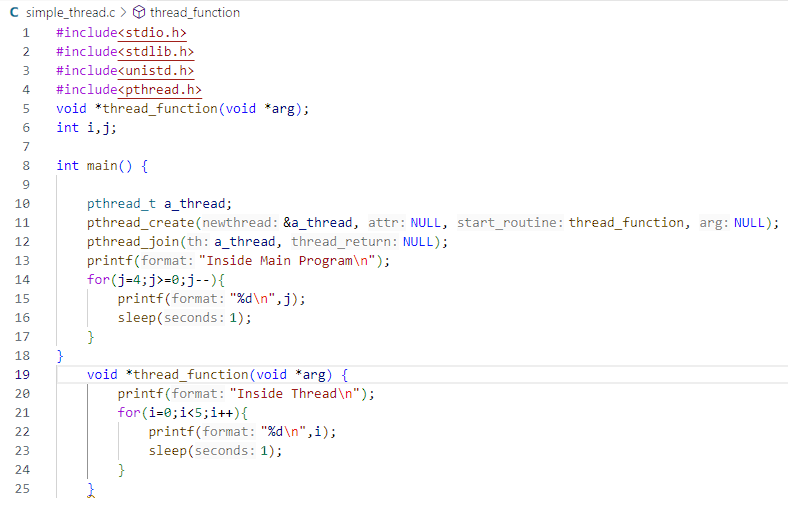 simple_thread.c > thread_function
1 #include<stdio.h>
2 #include<stdlib.h>
3 #include<unistd.h>
4 #include<pthread.h>
5 void *thread_function(void *arg);
6 int i,j;
7
8 int main() {
9
10 pthread_t a_thread;
11 pthread_create(newthread: &a_thread, attr: NULL, start_routine: thread_function, arg: NULL);
12 pthread_join(th: a_thread, thread_return: NULL);
13 printf(format: "Inside Main Program\n");
14 for(j=4;j>=0;j--){
15 printf(format: "%d\n",j);
16 sleep(seconds: 1);
17 }
18 }
19 void *thread_function(void *arg) {
20 printf(format: "Inside Thread\n");
21 for(i=0;i<5;i++){
22 printf(format: "%d\n",i);
23 sleep(seconds: 1);
24 }
25 }